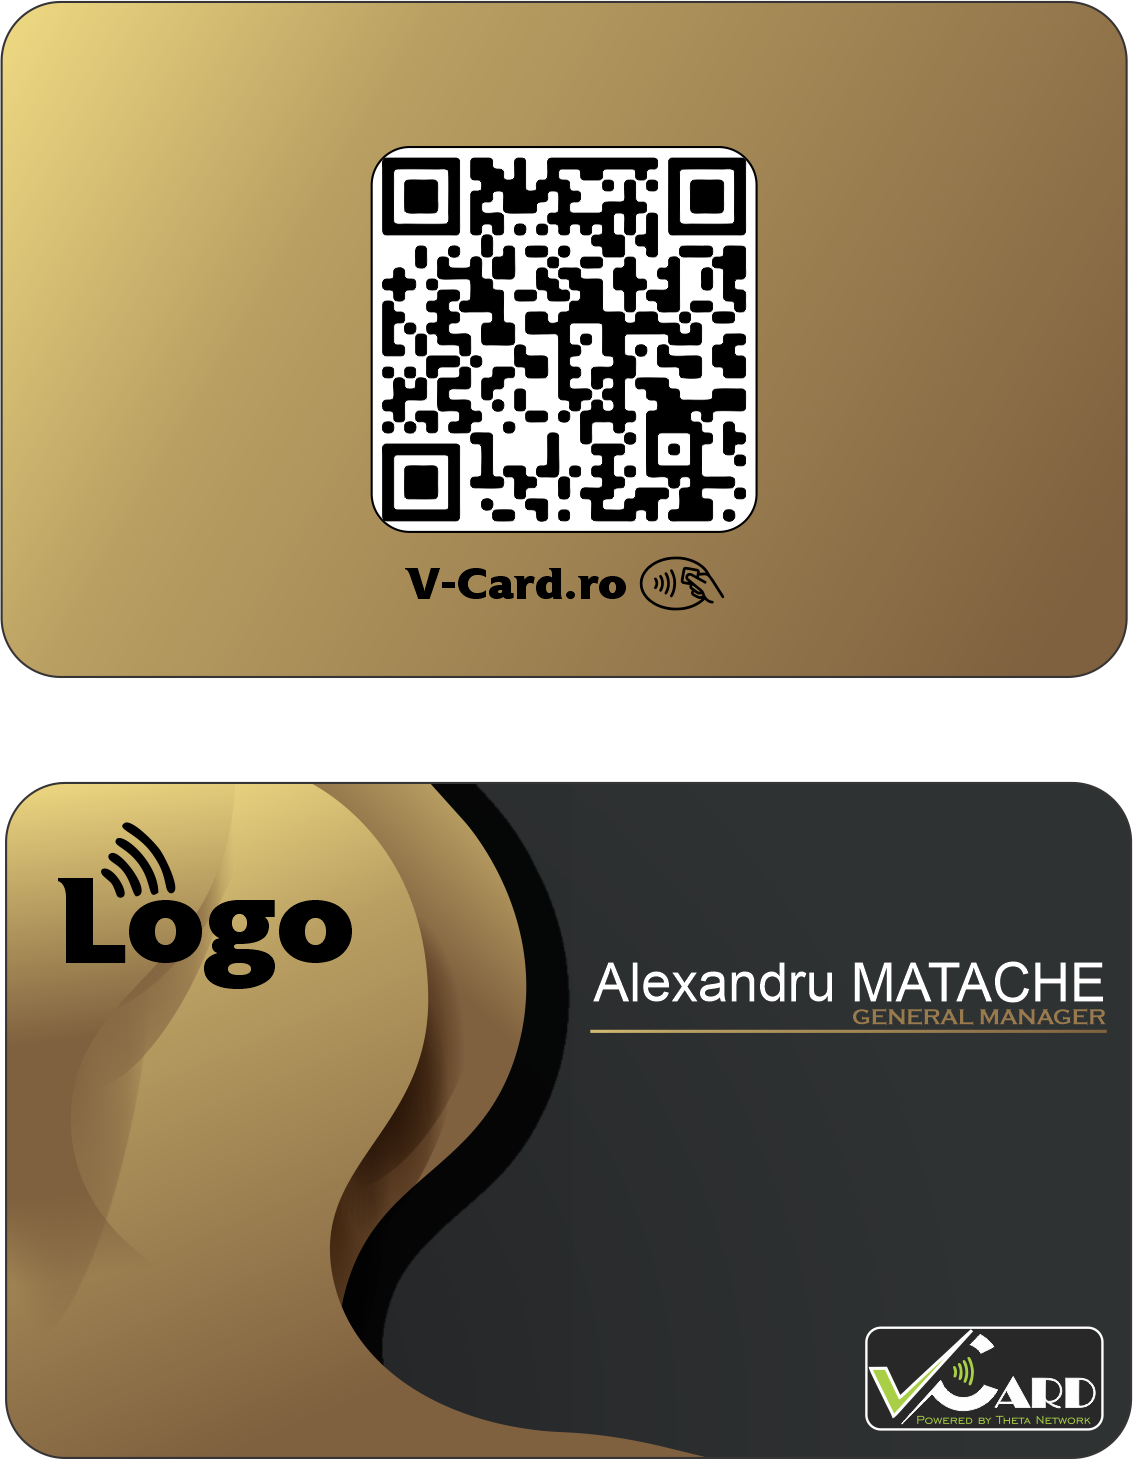 V-Card.ro
Logo
Alexandru MATACHE
GENERAL MANAGER
VCARD
POWERED BY THETA NETWORK